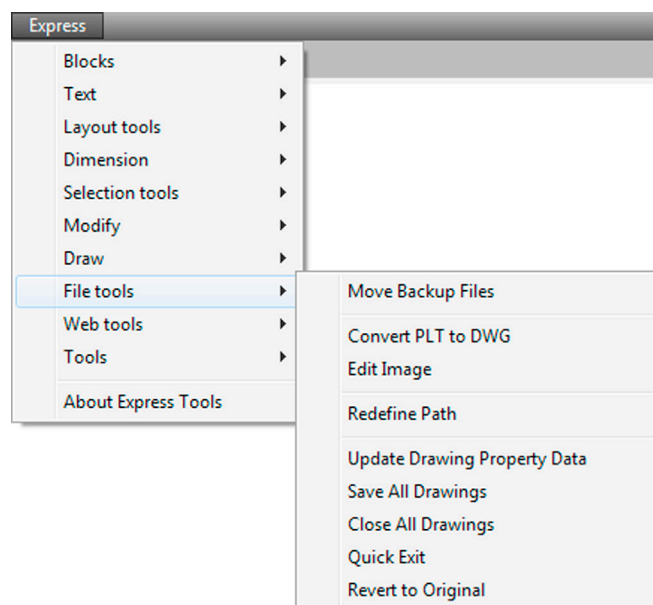 Express
Blocks
Text
Layout tools
Dimension
Selection tools
Modify
Draw
File tools
Web tools
Tools
About Express Tools
Move Backup Files
Convert PLT to DWG
Edit Image
Redefine Path
Update Drawing Property Data
Save All Drawings
Close All Drawings
Quick Exit
Revert to Original